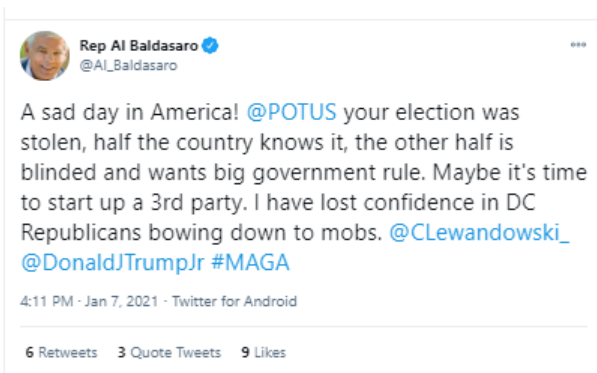 Rep Al Baldasaro
@Al_Baldasaro
A sad day in America! @POTUS your election was
stolen, half the country knows it, the other half is
blinded and wants big government rule. Maybe it's time
to start up a 3rd party. I have lost confidence in DC
Republicans bowing down to mobs. @CLewandowski_
@DonaldJTrumpJr #MAGA
4:11 PM · Jan 7, 2021 · Twitter for Android
6 Retweets 3 Quote Tweets 9 Likes